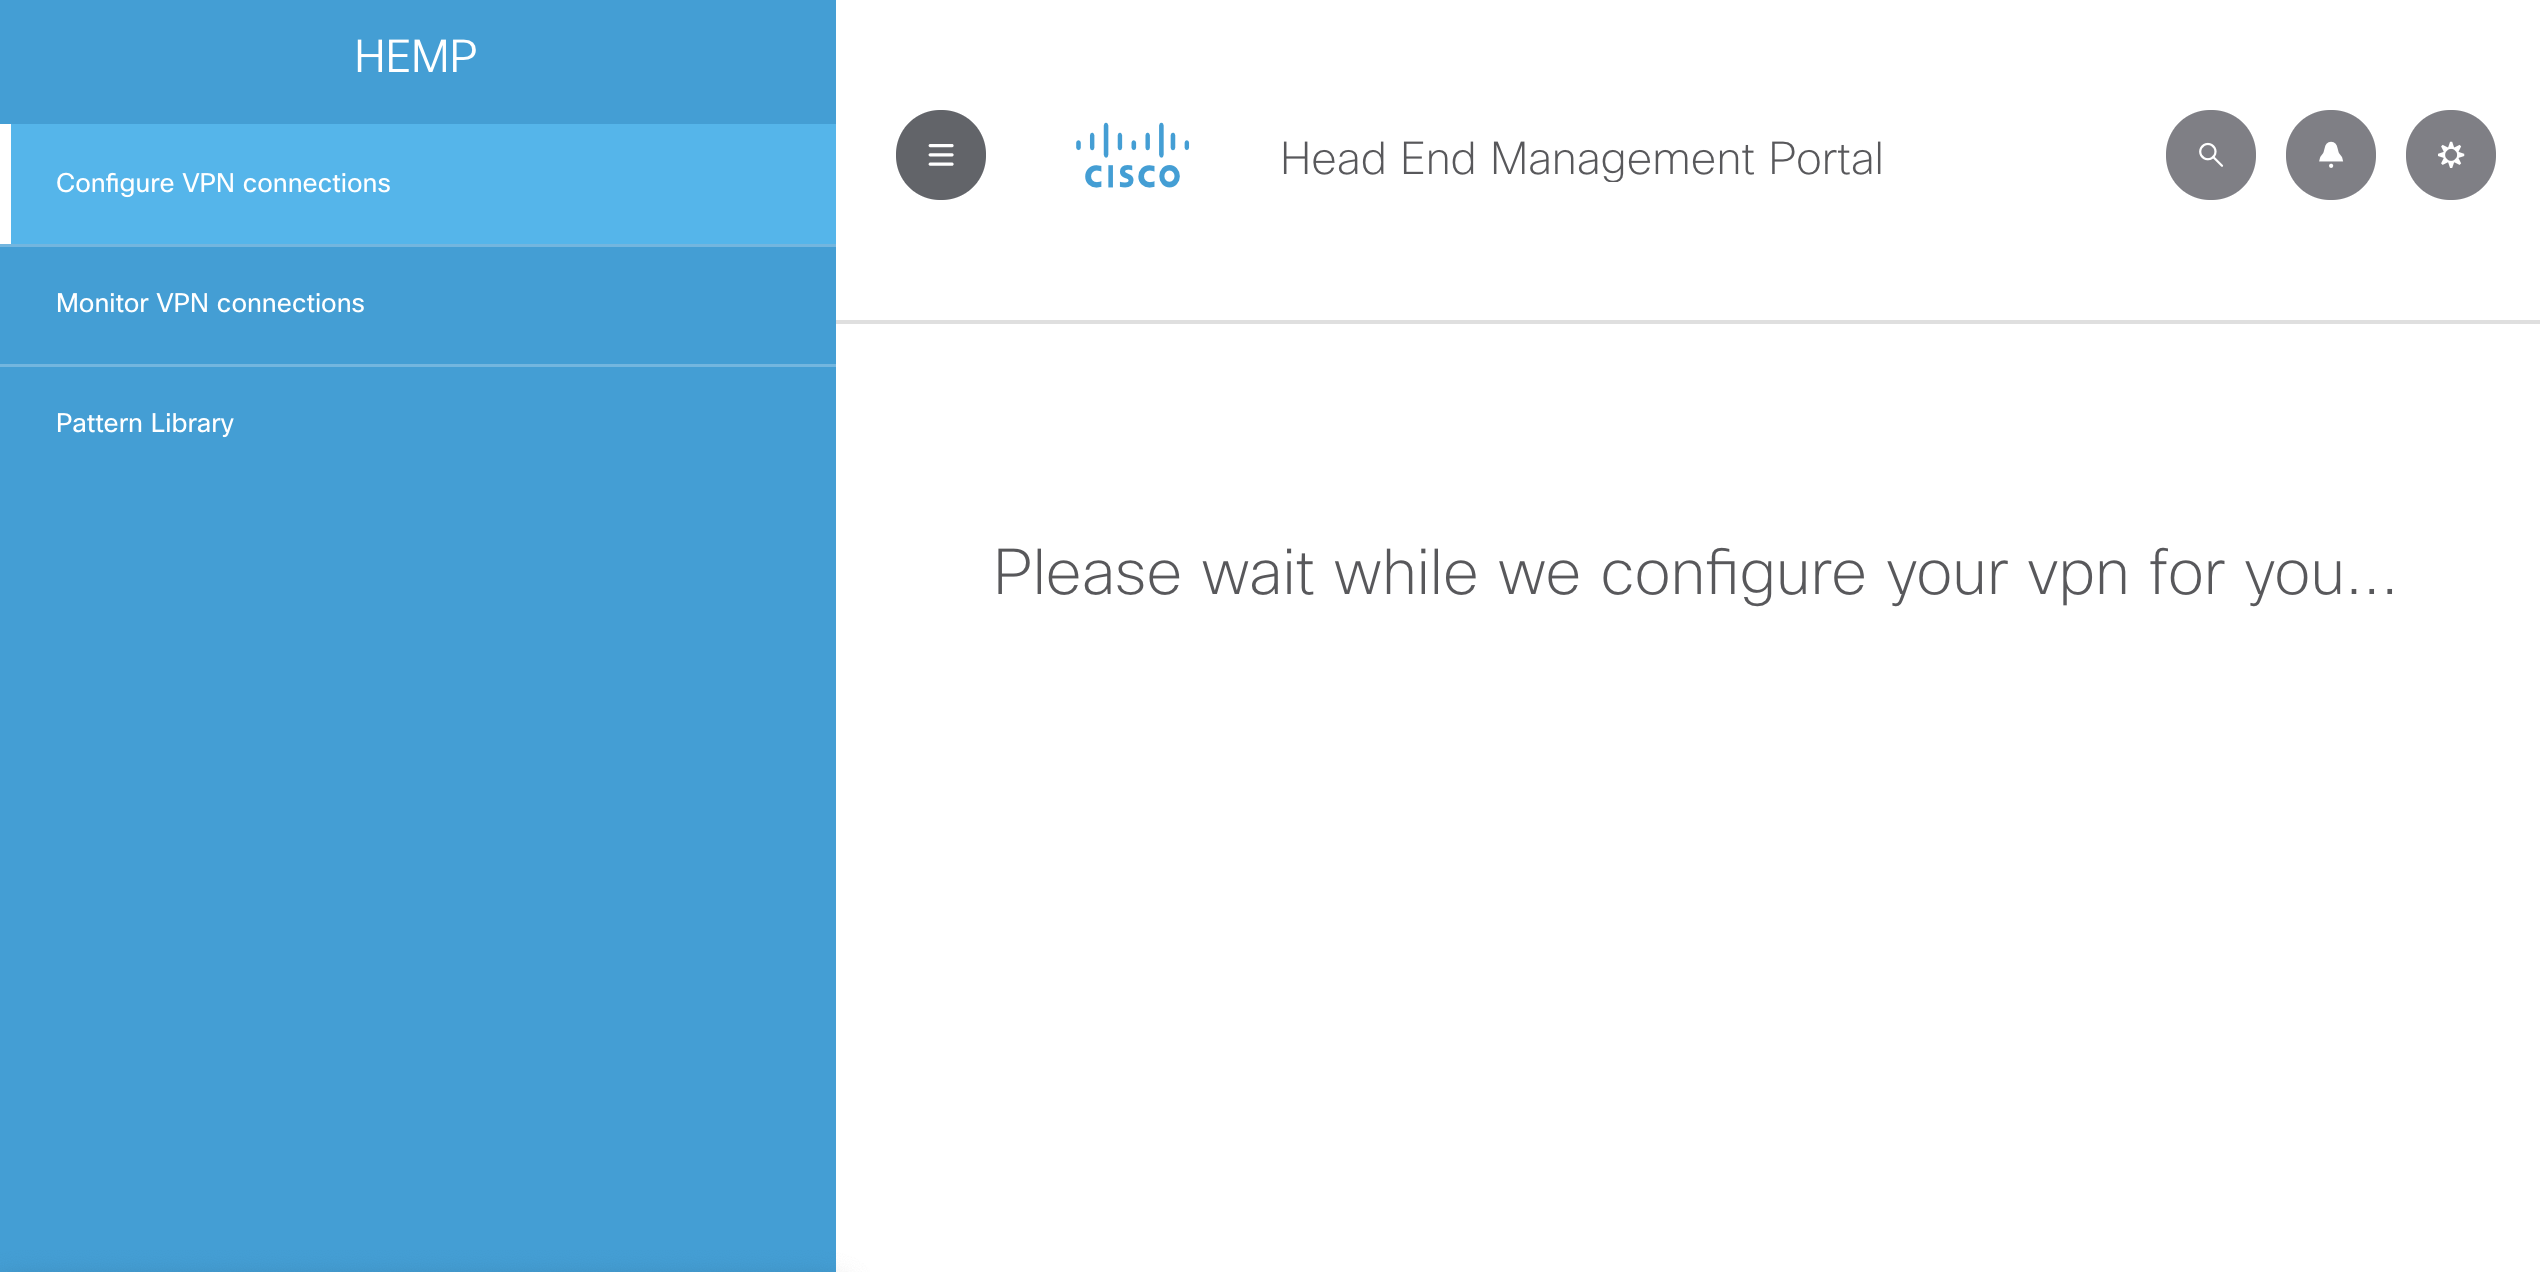 HEMP
Configure VPN connections
Monitor VPN connections
Pattern Library
CISCO
Head End Management Portal
Please wait while we configure your vpn for you...